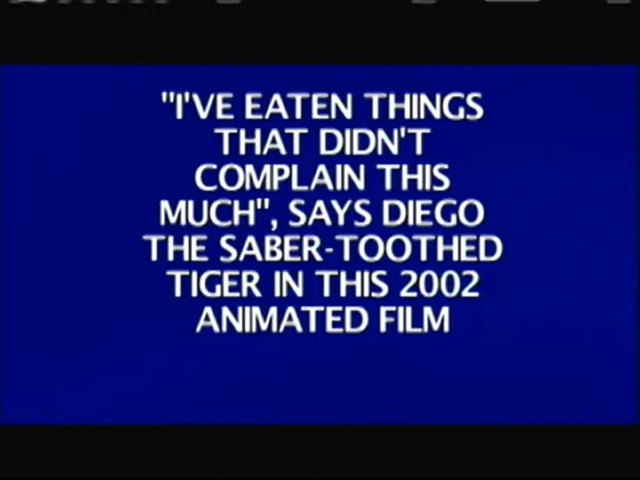 "I'VE EATEN THINGS
THAT DIDN'T
COMPLAIN THIS
MUCH", SAYS DIEGO
THE SABER-TOOTHED
TIGER IN THIS 2002
ANIMATED FILM